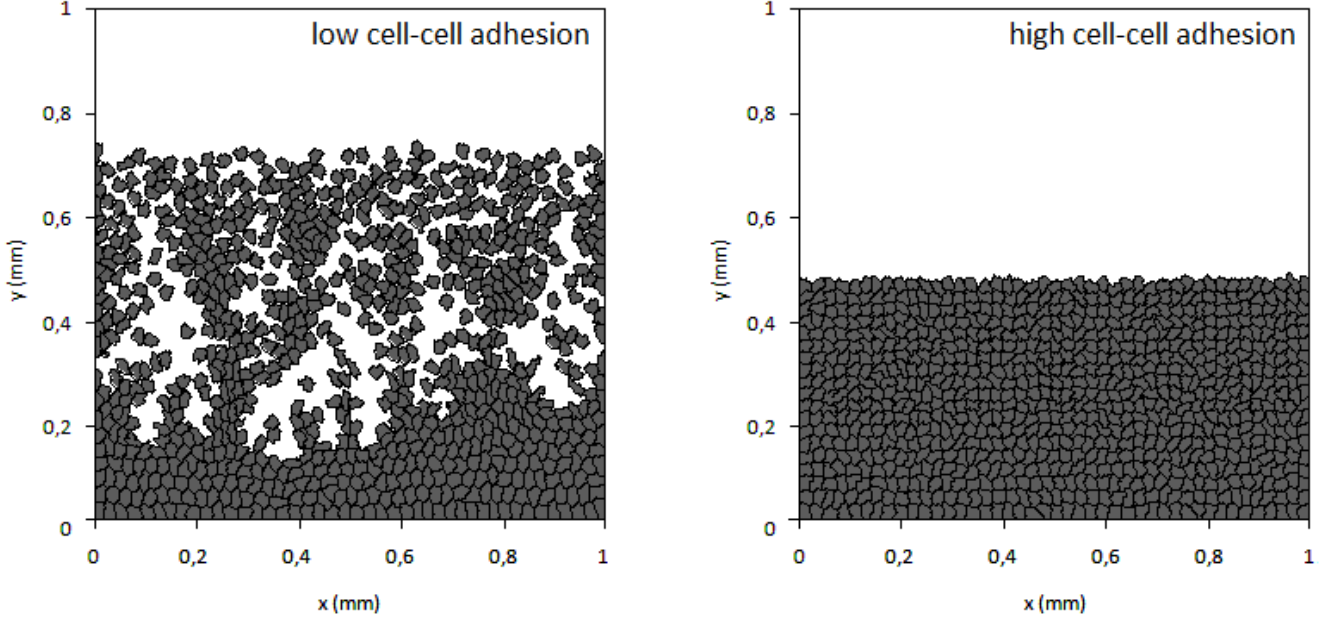 low cell-cell adhesion
1
0,8
0,6
0,4
0,2
0
y (mm)
0 0,2 0,4 0,6 0,8 1
x (mm)
high cell-cell adhesion
1
0,8
0,6
0,4
0,2
0
y (mm)
0 0,2 0,4 0,6 0,8 1
x (mm)